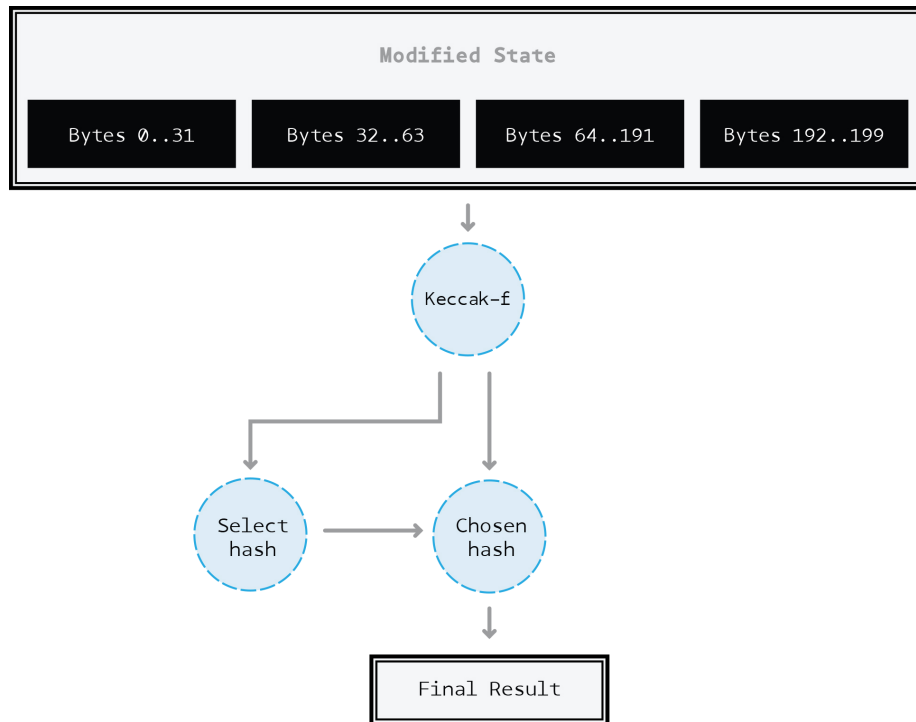 Modified State
Bytes 0..31
Bytes 32..63
Bytes 64..191
Bytes 192..199
Keccak-f
Select
hash
Chosen
hash
Final Result